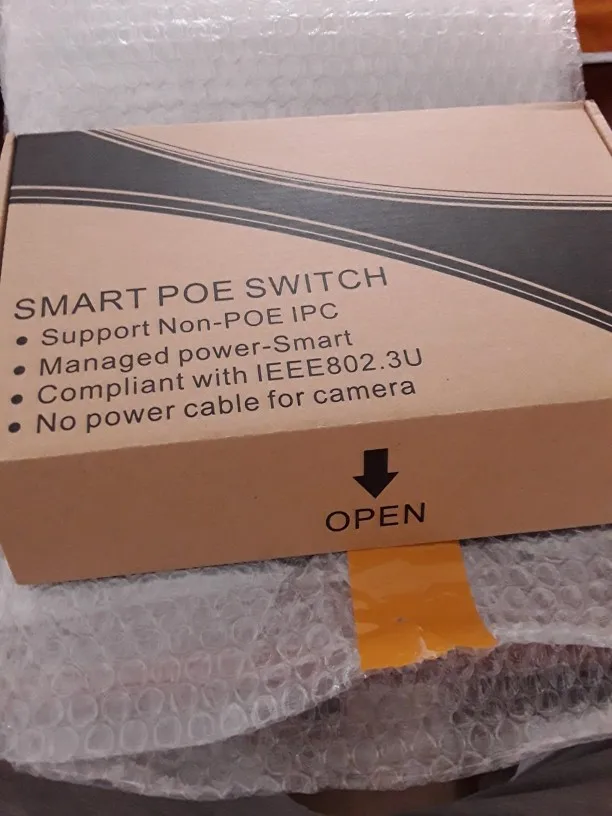 SMART POE SWITCH
• Support Non-POE IPC
• Managed power-Smart
• Compliant with IEEE802.3U
• No power cable for camera
OPEN